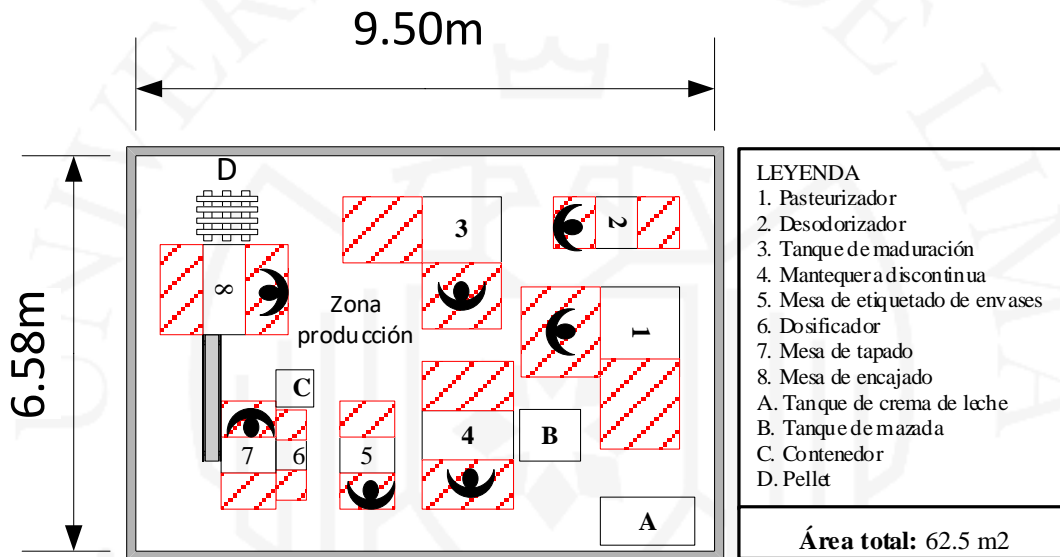 9.50m
6.58m
D
3
2
8
Zona
producción
1
C
B
4
7
6
5
A
LEYENDA
1. Pasteurizador
2. Desodorizador
3. Tanque de maduración
4. Mantequera discontinua
5. Mesa de etiquetado de envases
6. Dosificador
7. Mesa de tapado
8. Mesa de encajado
A. Tanque de crema de leche
B. Tanque de mazada
C. Contenedor
D. Pellet
Área total: 62.5 m2
UNIVERS
DE LIMA